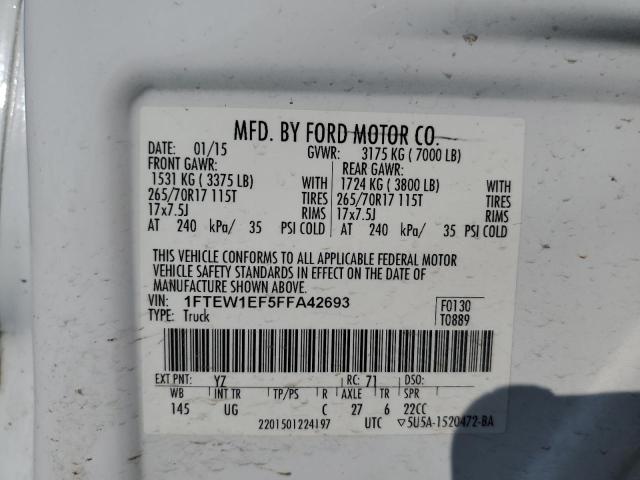 MFD. BY FORD MOTOR CO.
DATE: 01/15 GVWR: 3175 KG ( 7000 LB)
FRONT GAWR: REAR GAWR:
1531 KG ( 3375 LB) WITH 1724 KG ( 3800 LB) WITH
265/70R17 115T TIRES 265/70R17 115T TIRES
17x7.5J RIMS 17x7.5J RIMS
AT 240 kPa/ 35 PSI COLD AT 240 kPa/ 35 PSI COLD
THIS VEHICLE CONFORMS TO ALL APPLICABLE FEDERAL MOTOR
VEHICLE SAFETY STANDARDS IN EFFECT ON THE DATE OF
MANUFACTURE SHOWN ABOVE.
VIN: 1FTEW1EF5FFA42693 F0130
TYPE: Truck T0889
EXT PNT: YZ RC: 71 DSO:
WB INT TR TP/PS R AXLE TR SPR
145 UG C 27 6 22CC
2201501224197 UTC ▽5U5A-1520472-BA